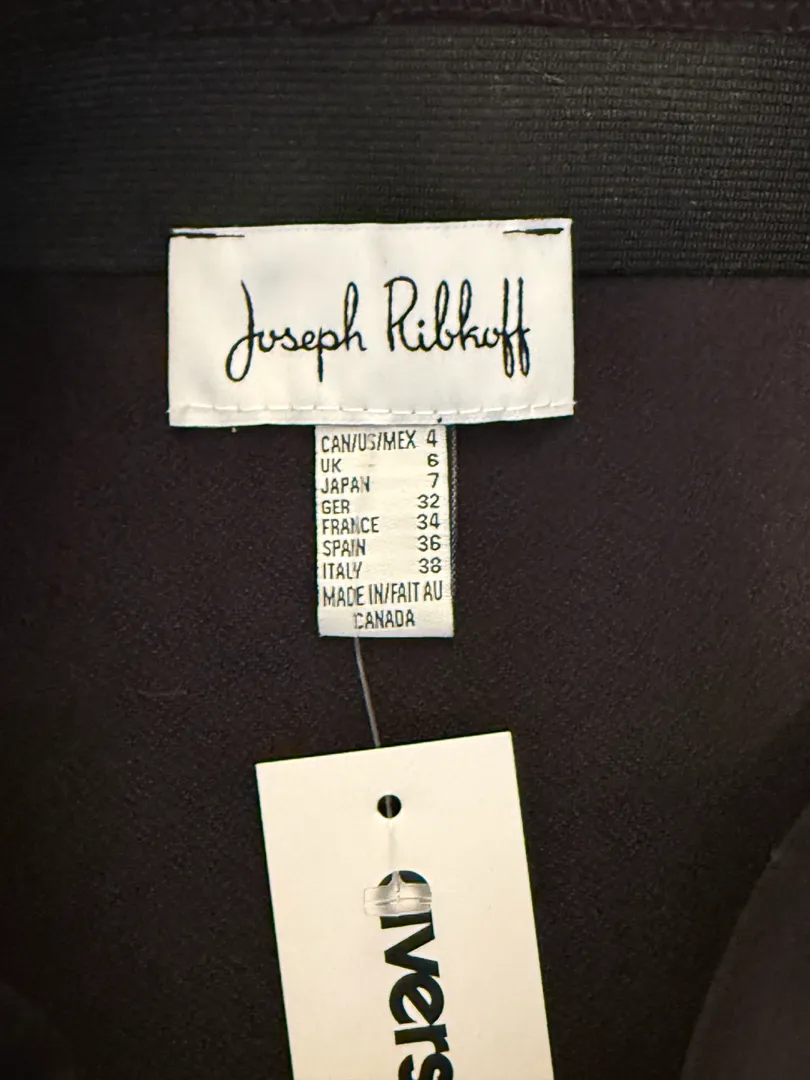 Joseph Ribkoff
CAN/US/MEX 4
UK 6
JAPAN 7
GER 32
FRANCE 34
SPAIN 36
ITALY 38
MADE IN/FAIT AU
CANADA